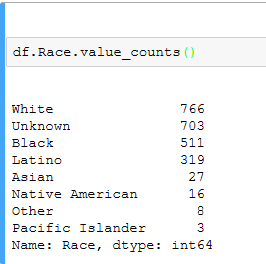 df.Race.value_counts()
White 766
Unknown 703
Black 511
Latino 319
Asian 27
Native American 16
Other 8
Pacific Islander 3
Name: Race, dtype: int64